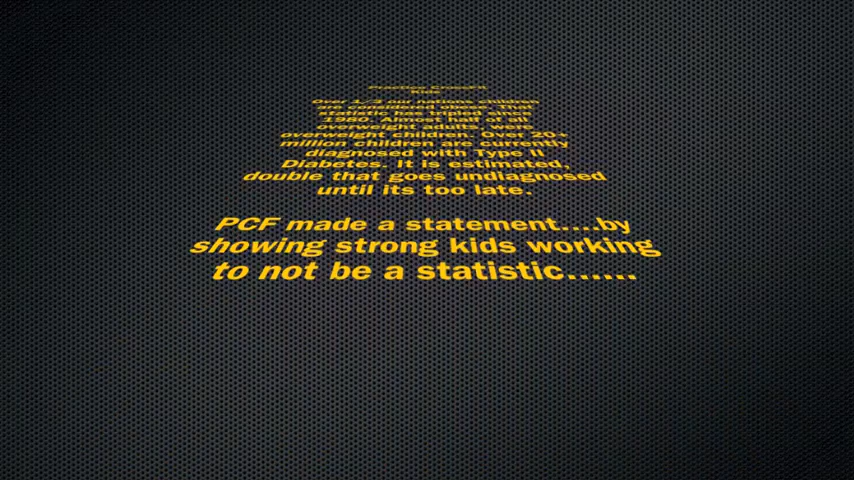 Practice CrossFit
Kids
Over 1/3 our nations children
are considered obese. That
statistic has tripled since
1980. Almost half of all
overweight adults, were
overweight children. Over 20+
million children are currently
diagnosed with Type II
Diabetes. It is estimated,
double that goes undiagnosed
until its too late.
PCF made a statement....by
showing strong kids working
to not be a statistic......